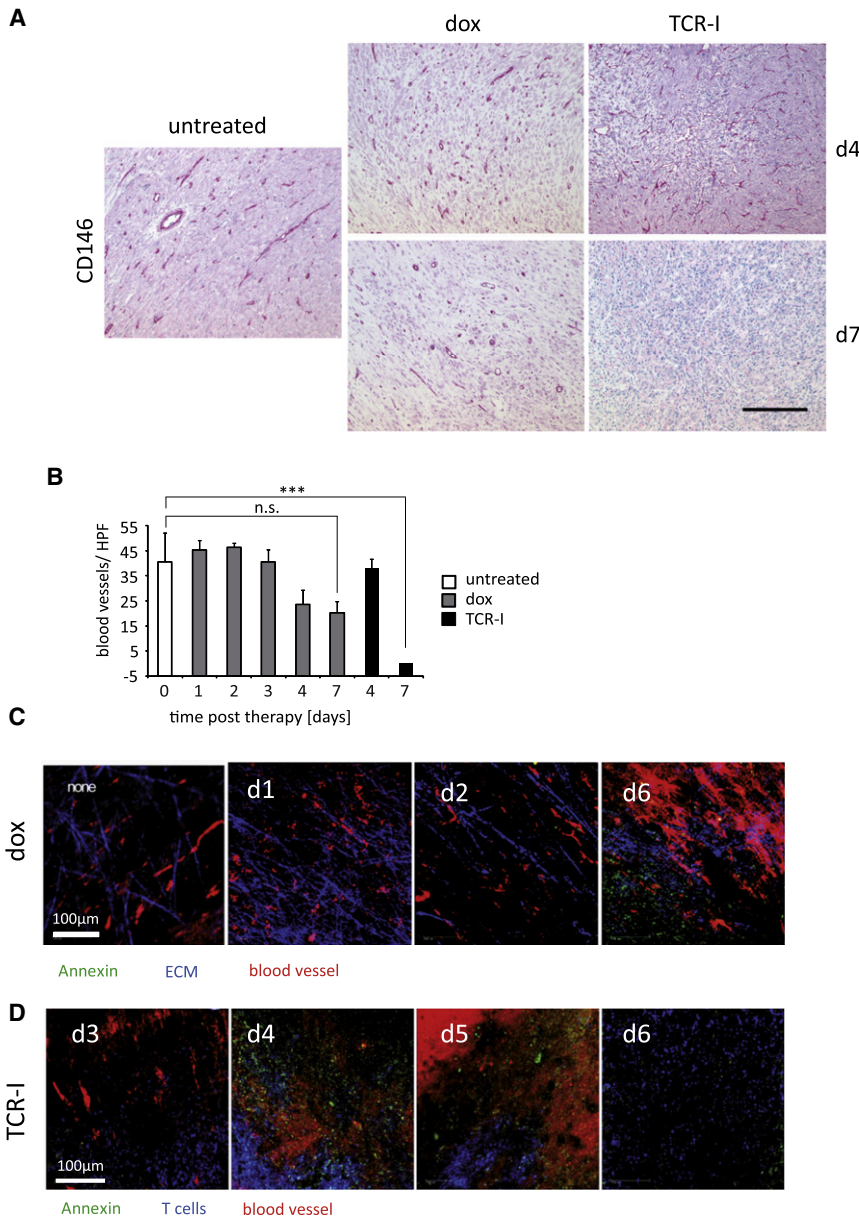 A
dox
TCR-I
untreated
CD146
d4
d7
B
***
n.s.
blood vessels/ HPF
55
45
35
25
15
5
-5
0 1 2 3 4 7 4 7
time post therapy [days]
untreated
dox
TCR-I
C
dox
none
d1
d2
d6
100µm
Annexin ECM blood vessel
D
TCR-I
d3
d4
d5
d6
100µm
Annexin T cells blood vessel